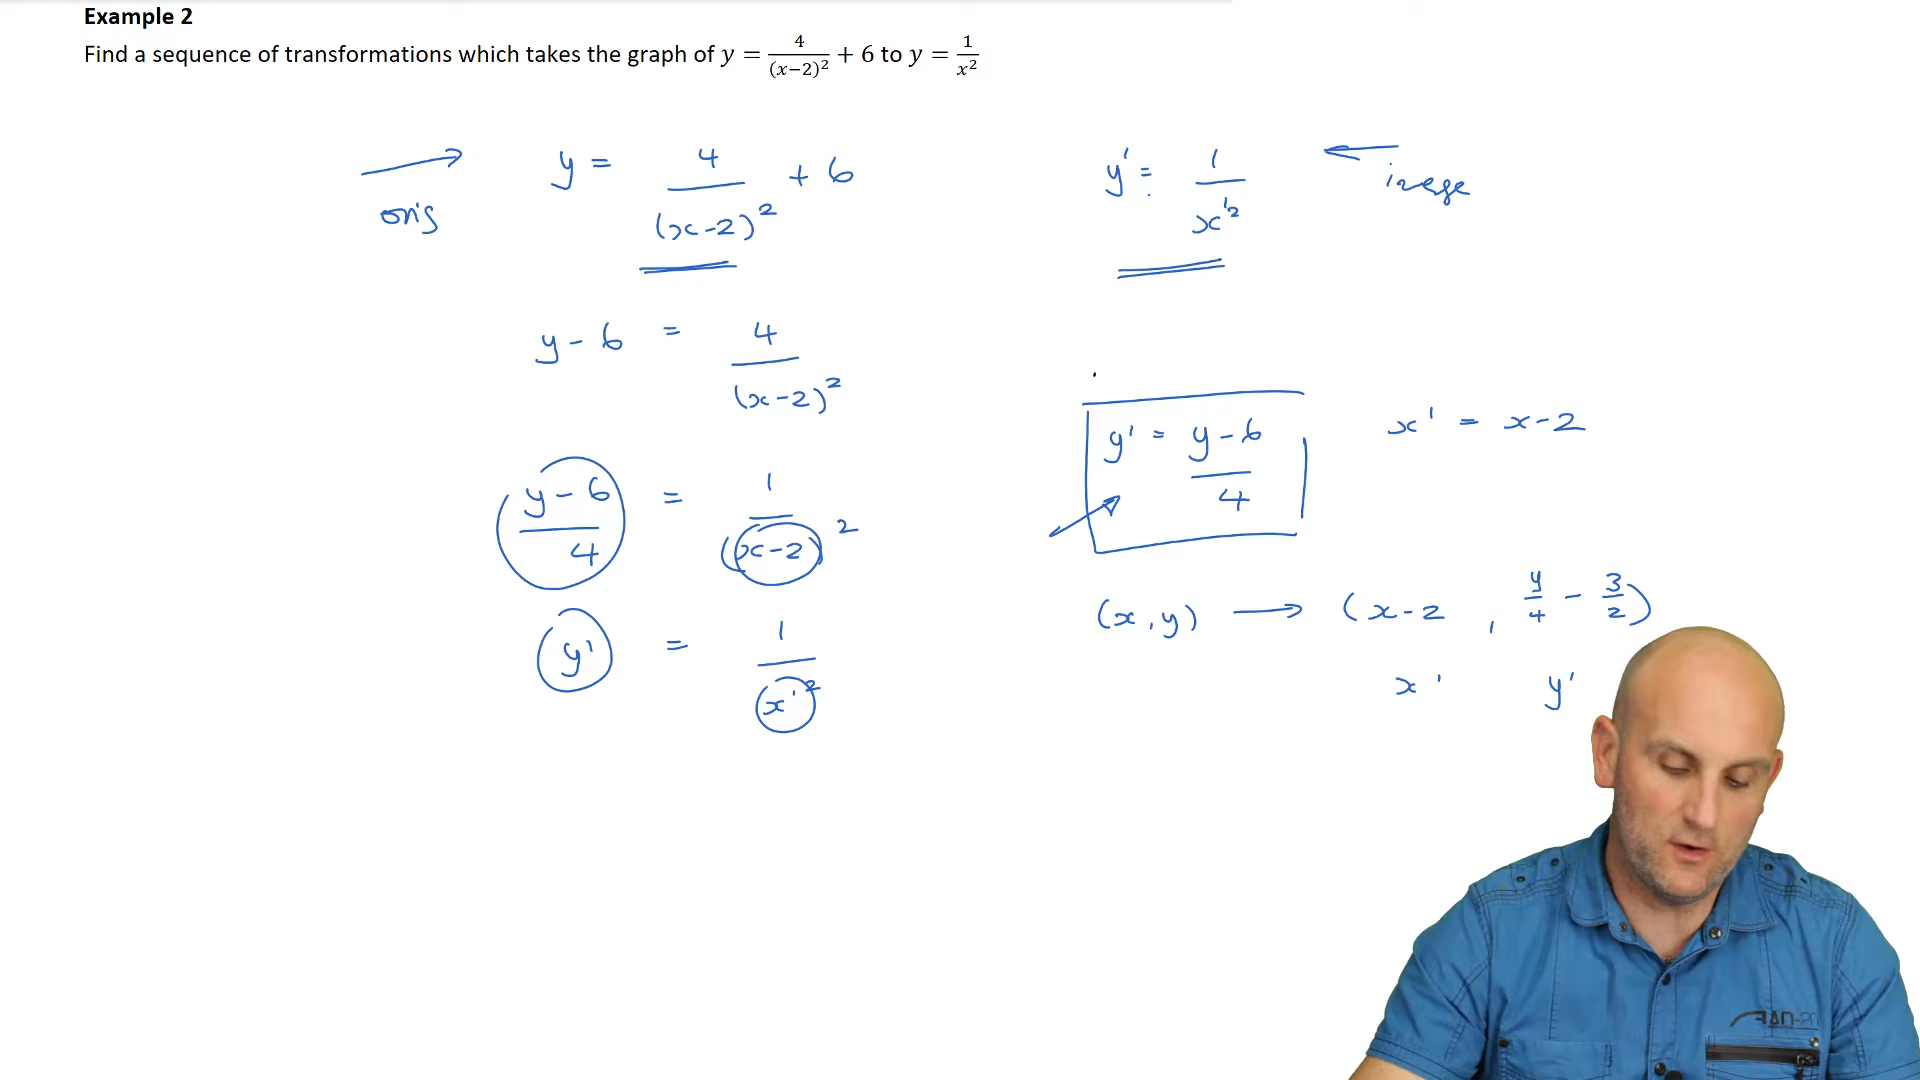 Example 2
Find a sequence of transformations which takes the graph of y = 4/(x−2)² + 6 to y = 1/x²
orig
y = 4/(x-2)² + 6
y' = 1/x'²
image
y - 6 = 4/(x-2)²
y' = (y-6)/4
x' = x-2
(y-6)/4 = 1/(x-2)²
(x,y) → (x-2, y/4 - 3/2)
y' = 1/x'²
x' y'